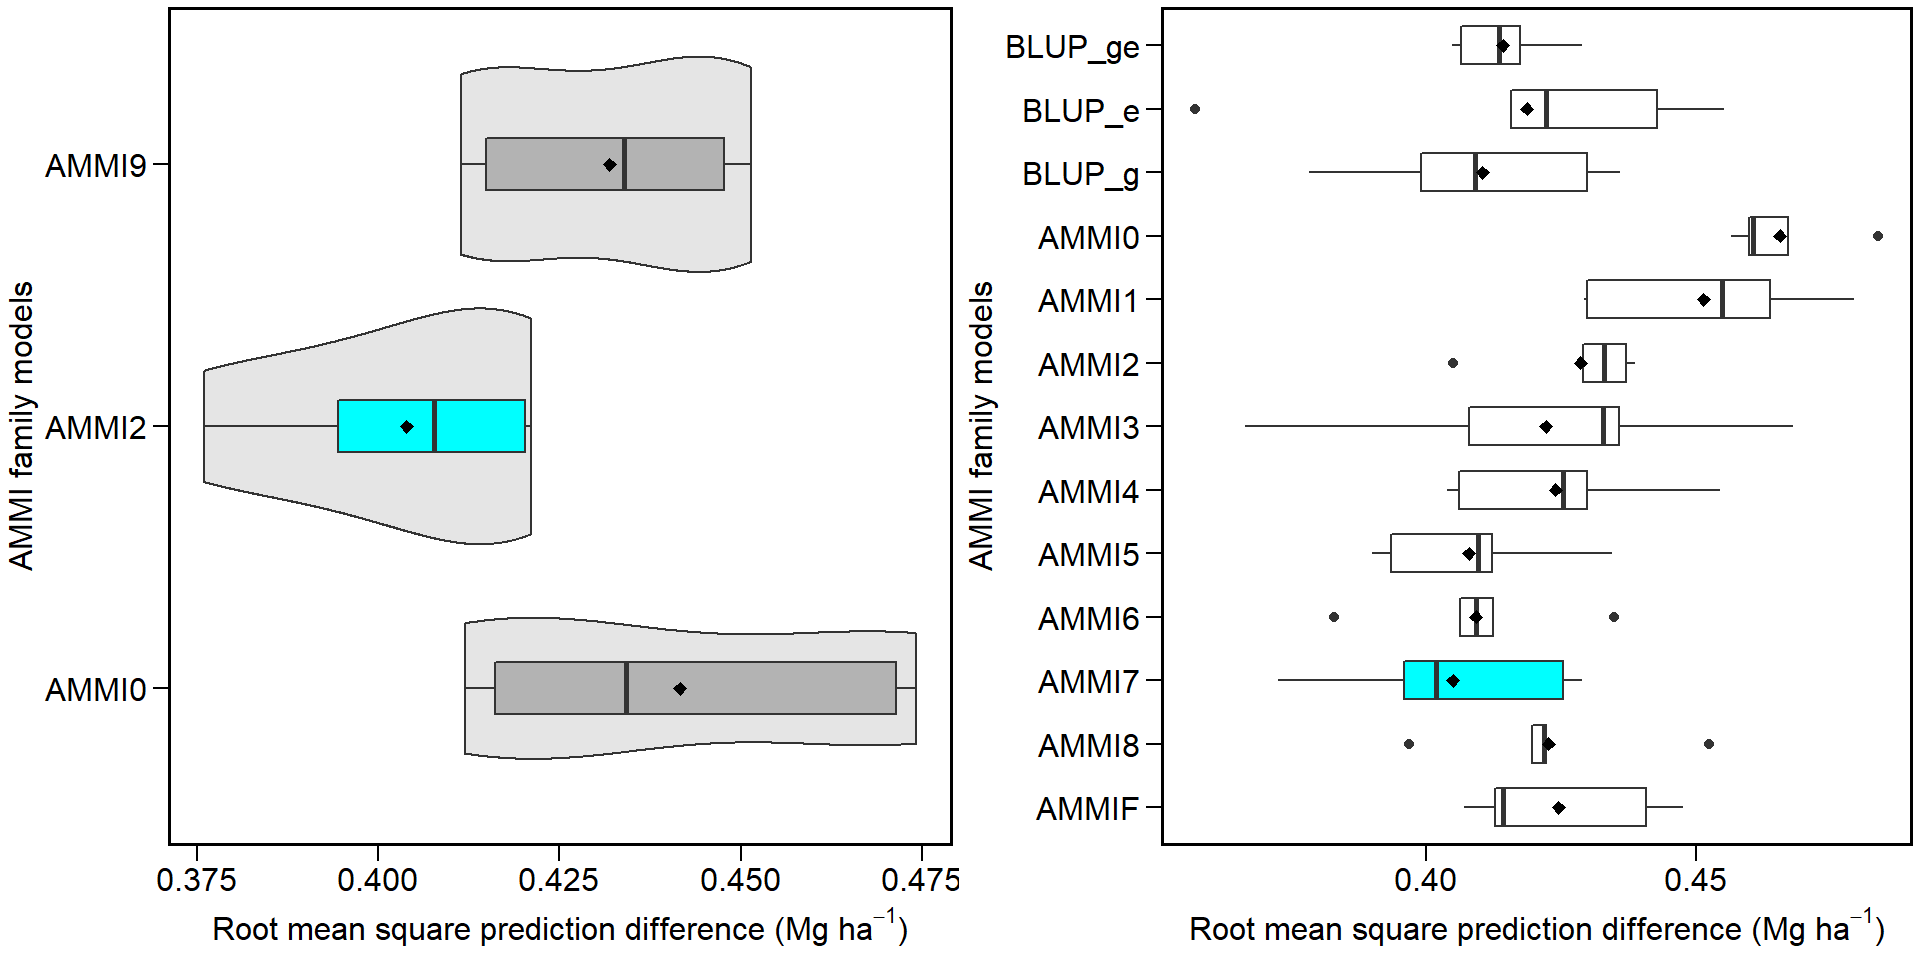 AMMI family models
AMMI9
AMMI2
AMMI0
0.375 0.400 0.425 0.450 0.475
Root mean square prediction difference (Mg ha⁻¹)
AMMI family models
BLUP_ge
BLUP_e
BLUP_g
AMMI0
AMMI1
AMMI2
AMMI3
AMMI4
AMMI5
AMMI6
AMMI7
AMMI8
AMMIF
0.40 0.45
Root mean square prediction difference (Mg ha⁻¹)